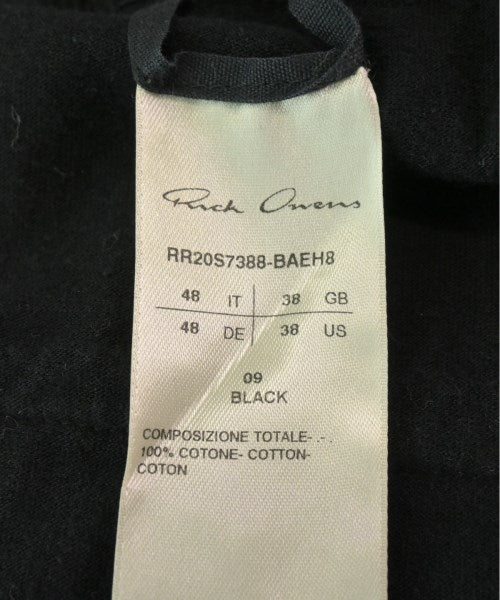 Rick Owens
RR20S7388-BAEH8
48 IT 38 GB
48 DE 38 US
09
BLACK
COMPOSIZIONE TOTALE- .- .
100% COTONE- COTTON-
COTON